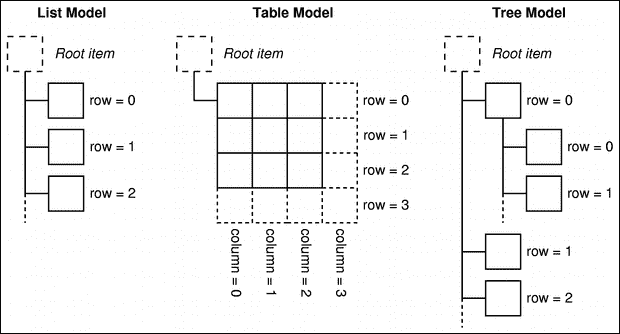 List Model
Root item
row = 0
row = 1
row = 2
Table Model
Root item
row = 0
row = 1
row = 2
row = 3
column = 0
column = 1
column = 2
column = 3
Tree Model
Root item
row = 0
row = 0
row = 1
row = 1
row = 2